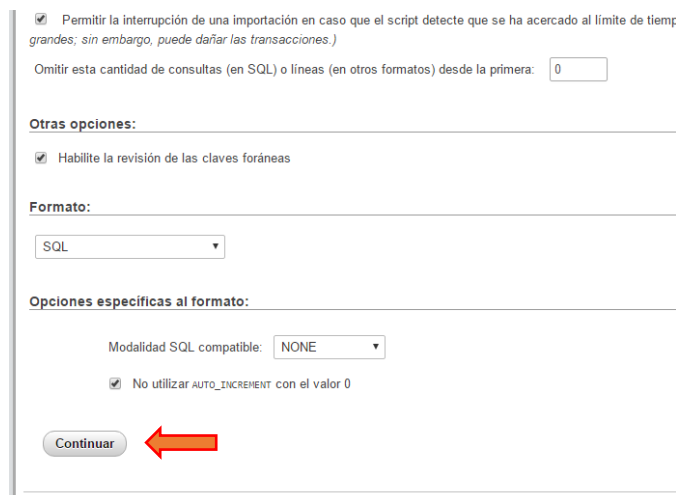 Permitir la interrupción de una importación en caso que el script detecte que se ha acercado al límite de
grandes; sin embargo, puede dañar las transacciones.)
Omitir esta cantidad de consultas (en SQL) o líneas (en otros formatos) desde la primera: 0
Otras opciones:
Habilite la revisión de las claves foráneas
Formato:
SQL
Opciones específicas al formato:
Modalidad SQL compatible: NONE
No utilizar AUTO_INCREMENT con el valor 0
Continuar